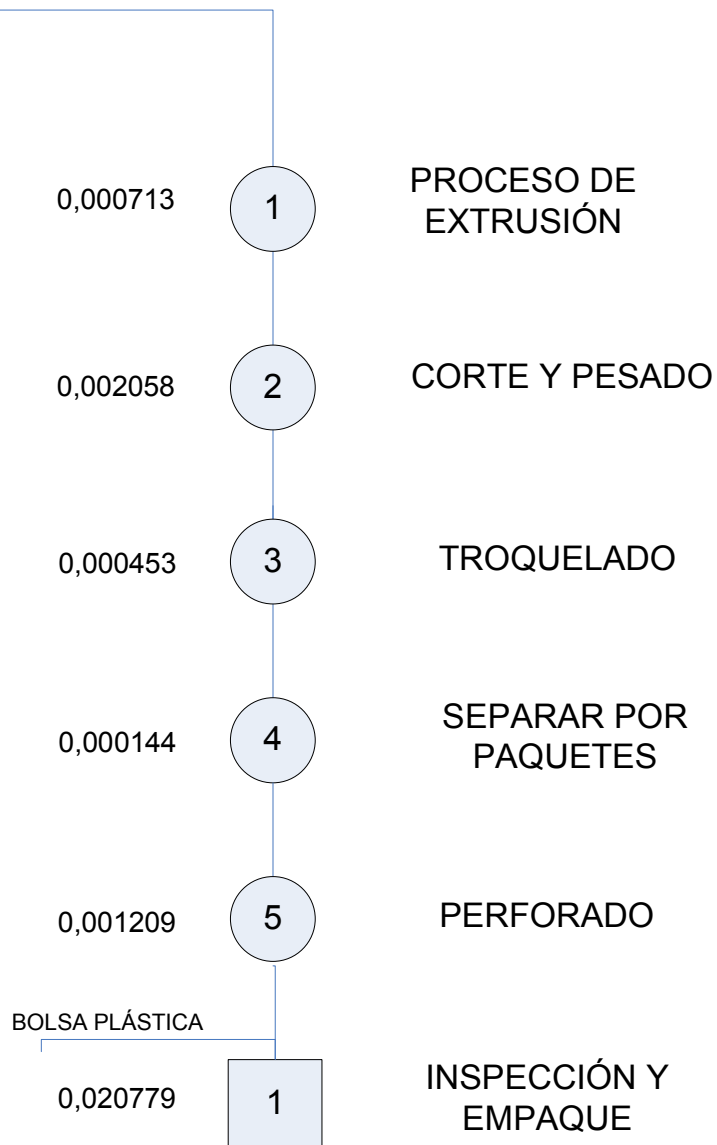 0,000713
1
PROCESO DE
EXTRUSIÓN
0,002058
2
CORTE Y PESADO
0,000453
3
TROQUELADO
0,000144
4
SEPARAR POR
PAQUETES
0,001209
5
PERFORADO
BOLSA PLÁSTICA
0,020779
1
INSPECCIÓN Y
EMPAQUE